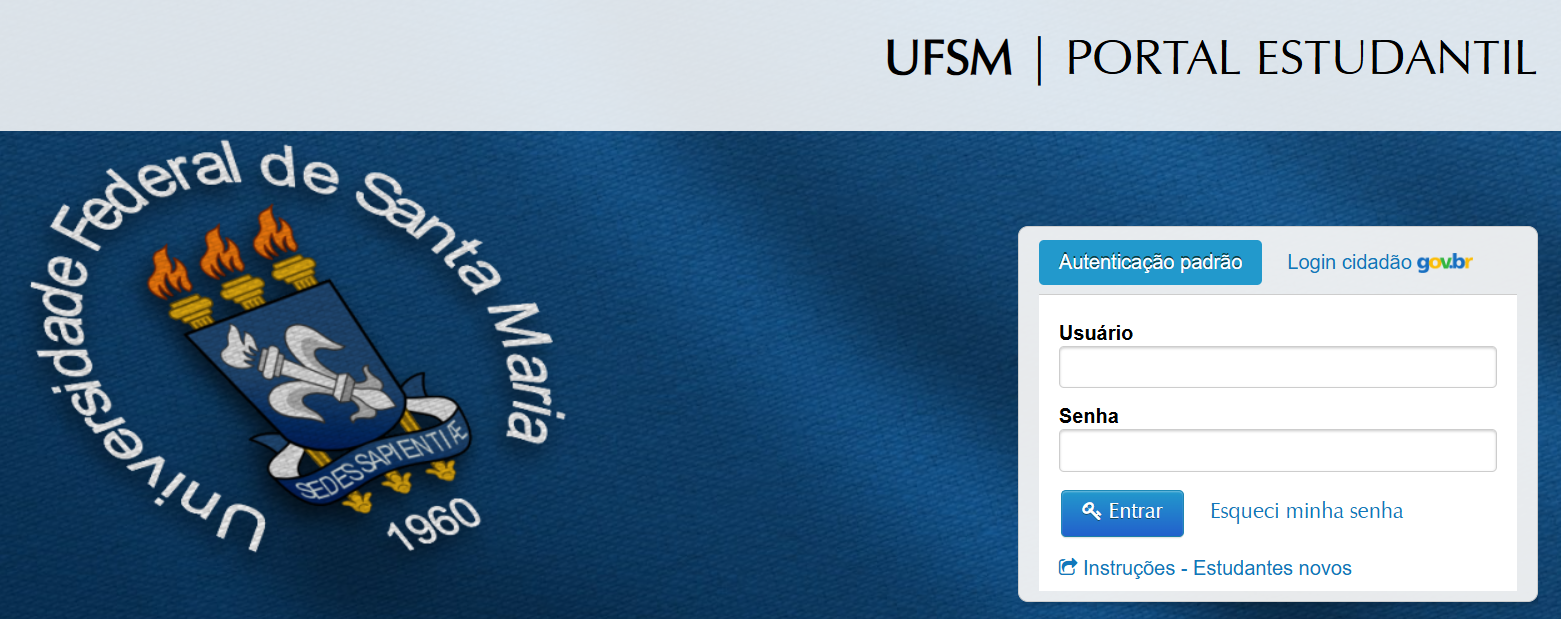 UFSM | PORTAL ESTUDANTIL
Universidade Federal de Santa Maria
SEDES SAPIENTIÆ
1960
Autenticação padrão
Login cidadão gov.br
Usuário
Senha
Entrar
Esqueci minha senha
Instruções - Estudantes novos